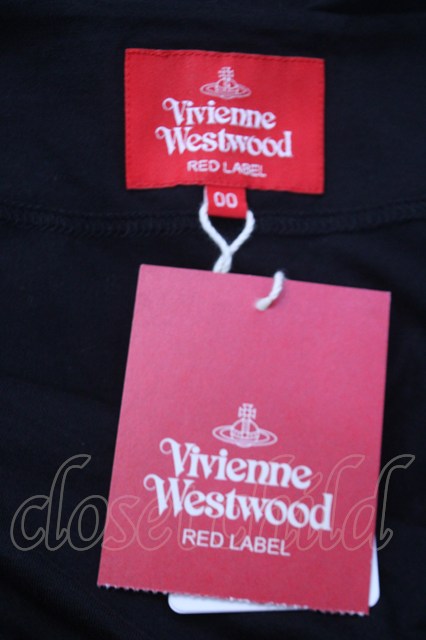 Vivienne
Westwood
RED LABEL
00
Vivienne
Westwood
RED LABEL
closet child